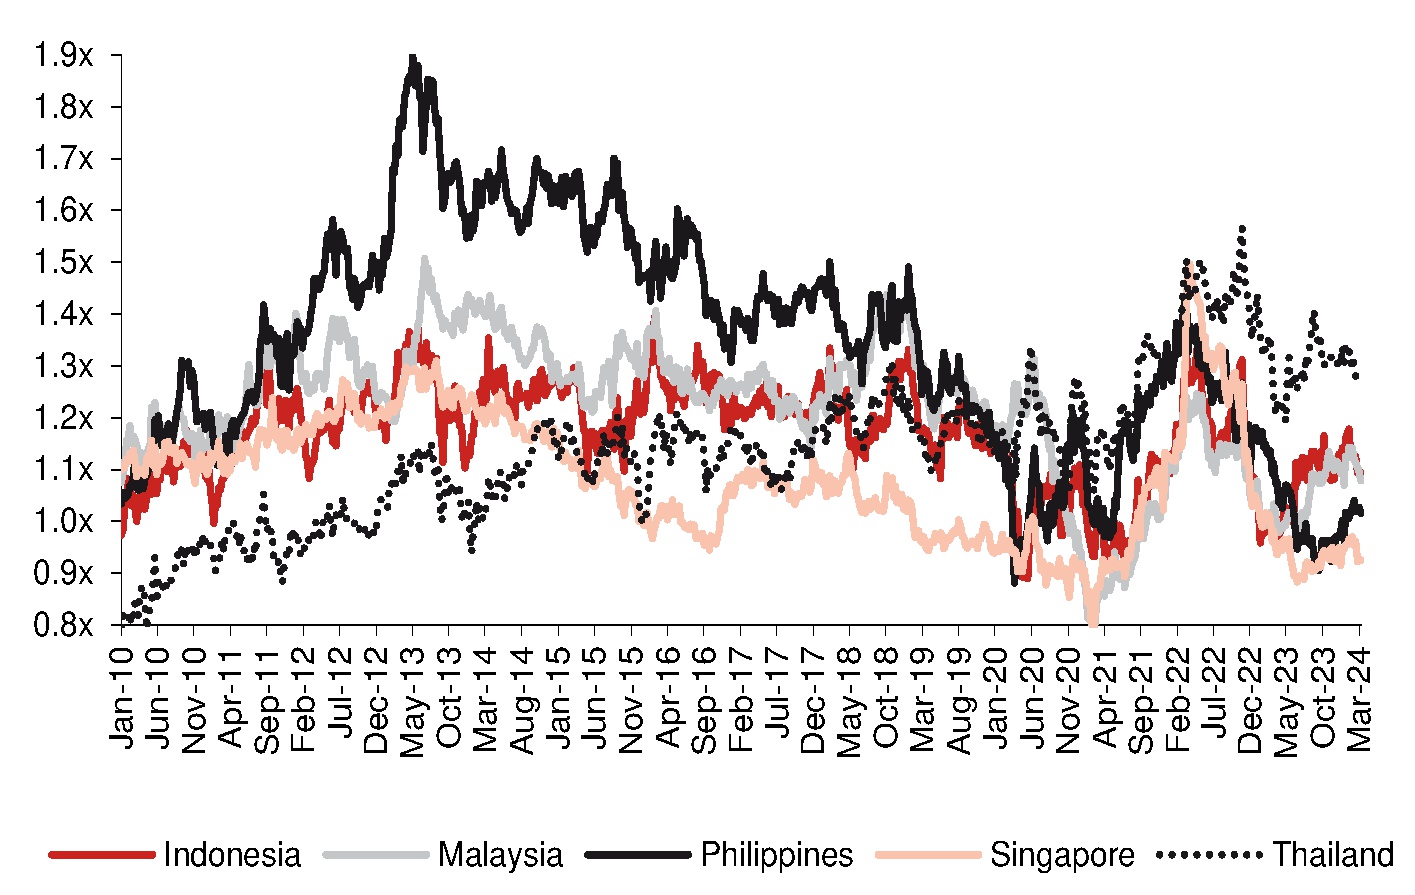 1.9x
1.8x
1.7x
1.6x
1.5x
1.4x
1.3x
1.2x
1.1x
1.0x
0.9x
0.8x
Jan-10
Jun-10
Nov-10
Apr-11
Sep-11
Feb-12
Jul-12
Dec-12
May-13
Oct-13
Mar-14
Aug-14
Jan-15
Jun-15
Nov-15
Apr-16
Sep-16
Feb-17
Jul-17
Dec-17
May-18
Oct-18
Mar-19
Aug-19
Jan-20
Jun-20
Nov-20
Apr-21
Sep-21
Feb-22
Jul-22
Dec-22
May-23
Oct-23
Mar-24
Indonesia Malaysia Philippines Singapore Thailand